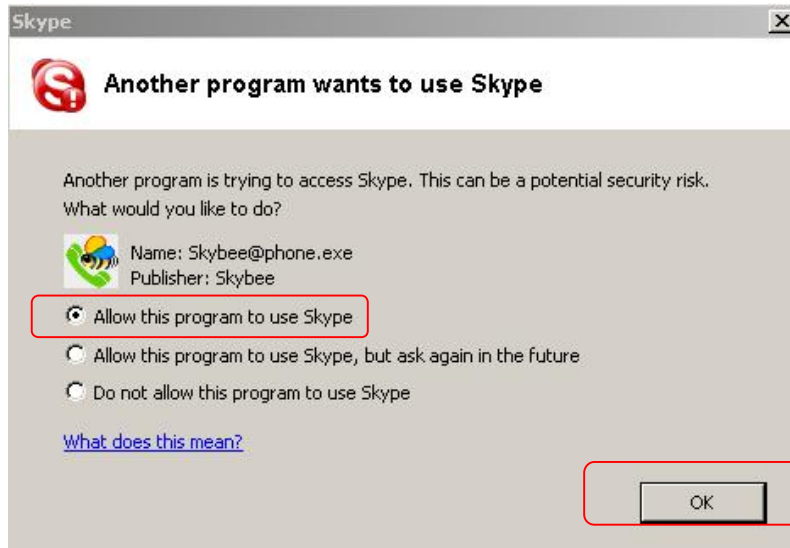 Skype
Another program wants to use Skype
Another program is trying to access Skype. This can be a potential security risk.
What would you like to do?
Name: Skybee@phone.exe
Publisher: Skybee
Allow this program to use Skype
Allow this program to use Skype, but ask again in the future
Do not allow this program to use Skype
What does this mean?
OK